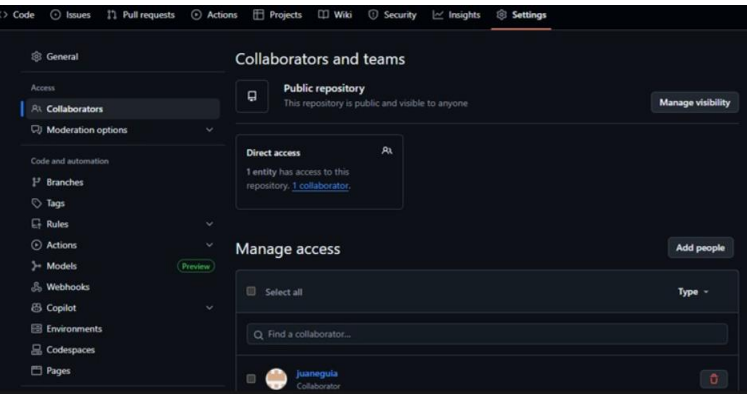 Code Issues Pull requests Actions Projects Wiki Security Insights Settings
General
Access
Collaborators
Moderation options
Code and automation
Branches
Tags
Rules
Actions
Models Preview
Webhooks
Copilot
Environments
Codespaces
Pages
Collaborators and teams
Public repository
This repository is public and visible to anyone
Manage visibility
Direct access
1 entity has access to this
repository. 1 collaborator.
Manage access
Add people
Select all
Type
Find a collaborator...
juaneguia
Collaborator